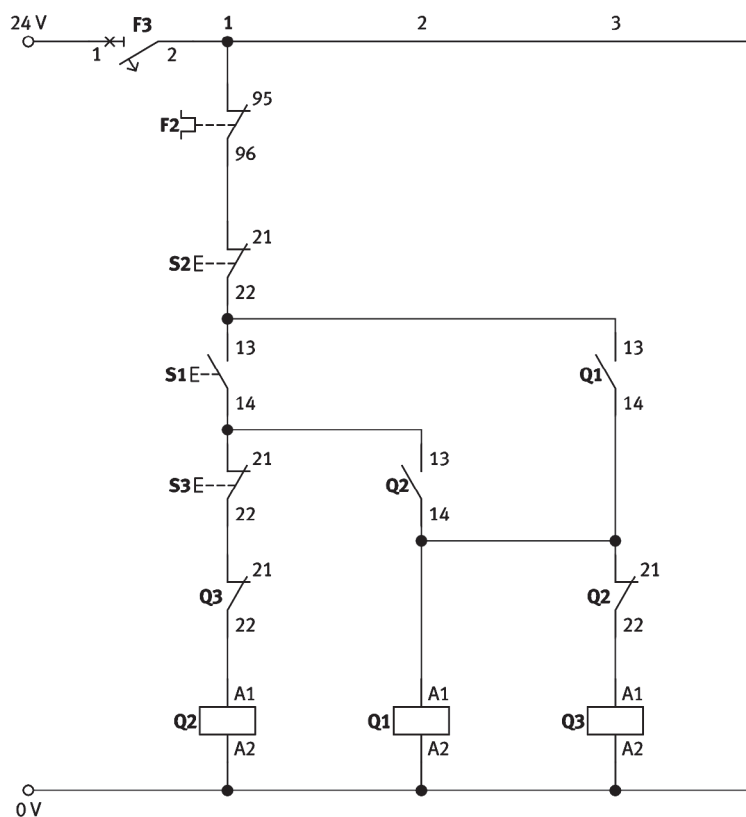 24 V F3 1 2 3
1 2
95
F2
96
21
S2
22
13 13
S1 Q1
14 14
21 13
S3 Q2
22 14
21 21
Q3 Q2
22 22
A1 A1 A1
Q2 Q1 Q3
A2 A2 A2
0 V